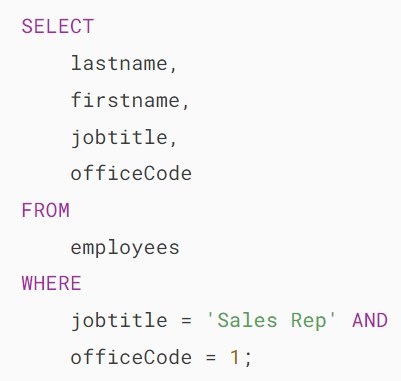 SELECT
    lastname,
    firstname,
    jobtitle,
    officeCode
FROM
    employees
WHERE
    jobtitle = 'Sales Rep' AND
    officeCode = 1;